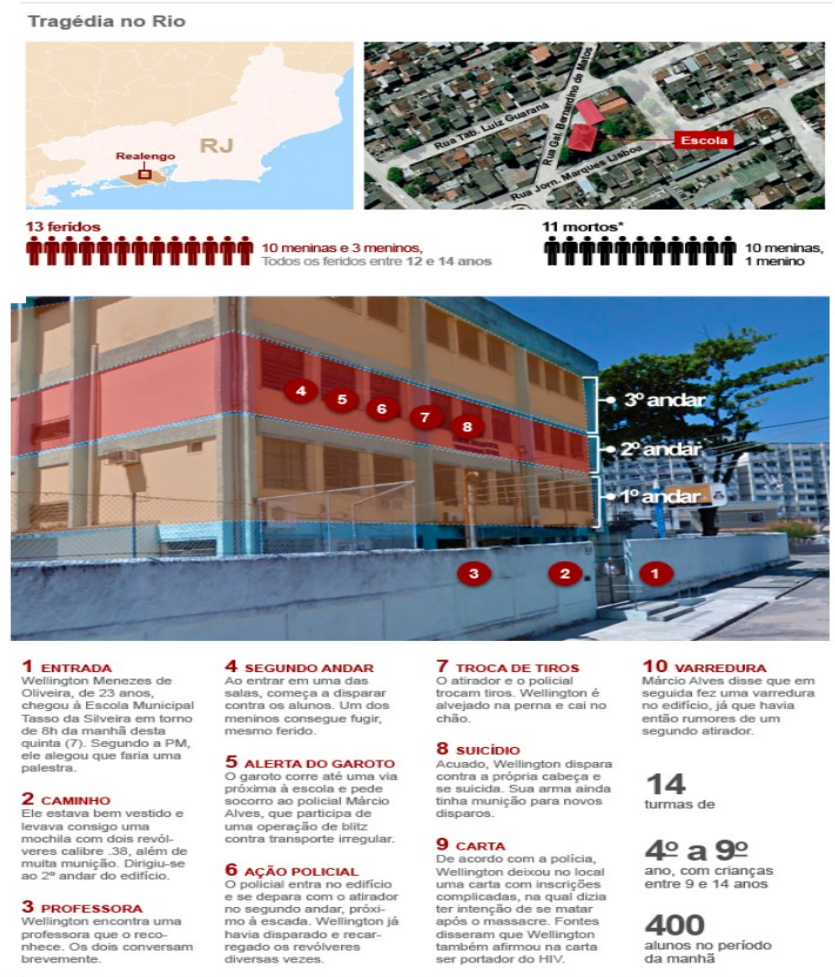 Tragédia no Rio
RJ
Realengo
Rua Tab. Luiz Guaraná
Rua Gal. Bernardino de Matos
Escola
Rua Jorn. Marques Lisboa
13 feridos
10 meninas e 3 meninos,
Todos os feridos entre 12 e 14 anos
11 mortos*
10 meninas,
1 menino
4
5
6
7
8
3º andar
2º andar
1º andar
3
2
1
1 ENTRADA
Wellington Menezes de
Oliveira, de 23 anos,
chegou à Escola Municipal
Tasso da Silveira em torno
de 8h da manhã desta
quinta (7). Segundo a PM,
ele alegou que faria uma
palestra.
2 CAMINHO
Ele estava bem vestido e
levava consigo uma
mochila com dois revól-
veres calibre .38, além de
muita munição. Dirigiu-se
ao 2º andar do edifício.
3 PROFESSORA
Wellington encontra uma
professora que o reco-
nhece. Os dois conversam
brevemente.
4 SEGUNDO ANDAR
Ao entrar em uma das
salas, começa a disparar
contra os alunos. Um dos
meninos consegue fugir,
mesmo ferido.
5 ALERTA DO GAROTO
O garoto corre até uma via
próxima à escola e pede
socorro ao policial Márcio
Alves, que participa de
uma operação de blitz
contra transporte irregular.
6 AÇÃO POLICIAL
O policial entra no edifício
e se depara com o atirador
no segundo andar, próxi-
mo à escada. Wellington já
havia disparado e recar-
regado os revólveres
diversas vezes.
7 TROCA DE TIROS
O atirador e o policial
trocam tiros. Wellington é
alvejado na perna e cai no
chão.
8 SUICÍDIO
Acuado, Wellington dispara
contra a própria cabeça e
se suicida. Sua arma ainda
tinha munição para novos
disparos.
9 CARTA
De acordo com a polícia,
Wellington deixou no local
uma carta com inscrições
complicadas, na qual dizia
ter intenção de se matar
após o massacre. Fontes
disseram que Wellington
também afirmou na carta
ser portador do HIV.
10 VARREDURA
Márcio Alves disse que em
seguida fez uma varredura
no edifício, já que havia
então rumores de um
segundo atirador.
14
turmas de
4º a 9º
ano, com crianças
entre 9 e 14 anos
400
alunos no período
da manhã